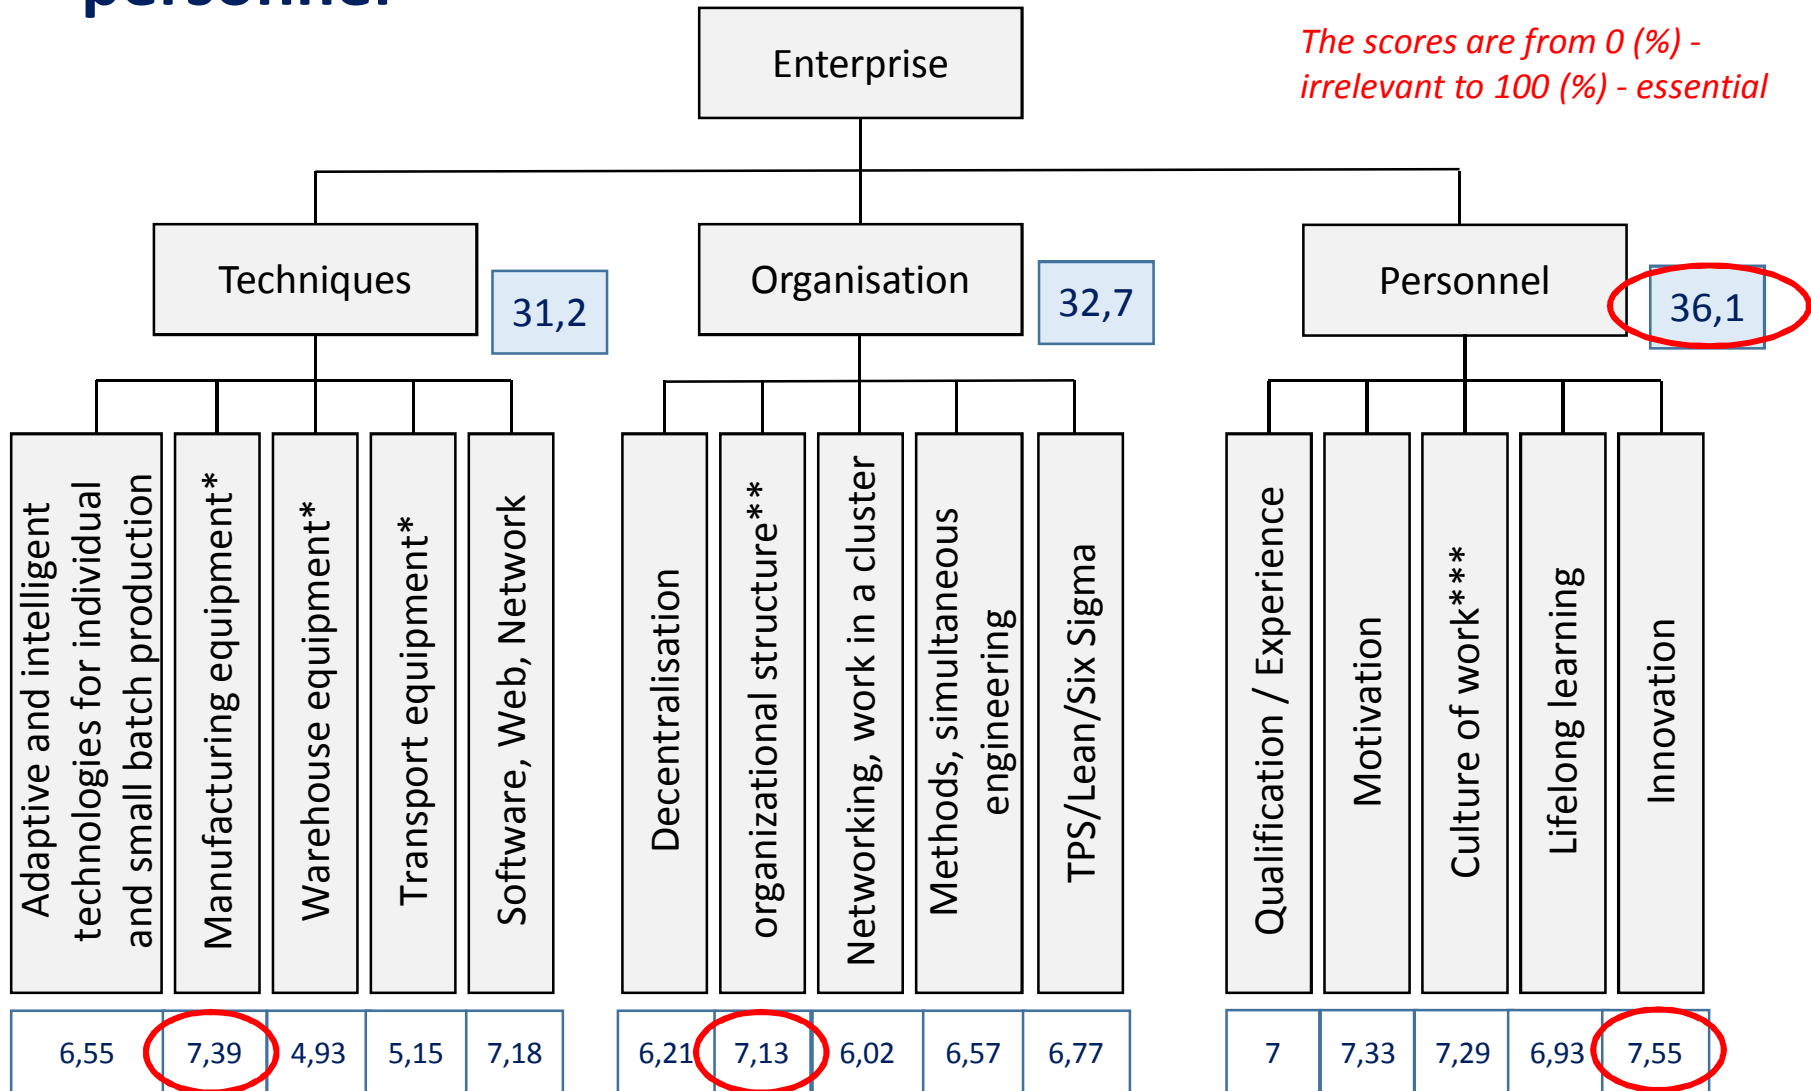 personnel
The scores are from 0 (%) -
irrelevant to 100 (%) - essential
Enterprise
Techniques
31,2
Organisation
32,7
Personnel
36,1
Adaptive and intelligent
technologies for individual
and small batch production
Manufacturing equipment*
Warehouse equipment*
Transport equipment*
Software, Web, Network
Decentralisation
organizational structure**
Networking, work in a cluster
Methods, simultaneous
engineering
TPS/Lean/Six Sigma
Qualification / Experience
Motivation
Culture of work****
Lifelong learning
Innovation
6,55
7,39
4,93
5,15
7,18
6,21
7,13
6,02
6,57
6,77
7
7,33
7,29
6,93
7,55